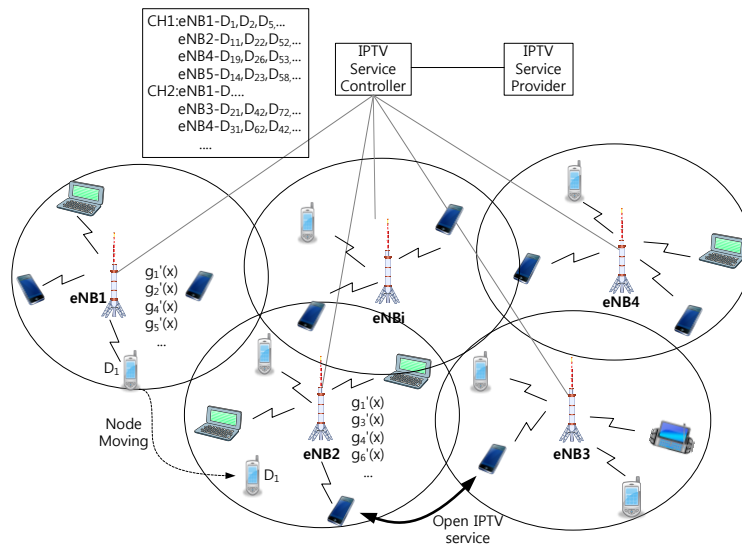 CH1:eNB1-D₁,D₂,D₅,...
eNB2-D₁₁,D₂₂,D₅₂,...
eNB4-D₁₉,D₂₆,D₅₃,...
eNB5-D₁₄,D₂₃,D₅₈,...
CH2:eNB1-D....
eNB3-D₂₁,D₄₂,D₇₂,...
eNB4-D₃₁,D₆₂,D₄₂,...
....
IPTV
Service
Controller
IPTV
Service
Provider
eNB1
g₁'(x)
g₂'(x)
g₄'(x)
g₅'(x)
...
D₁
eNBi
eNB4
Node
Moving
D₁
eNB2
g₁'(x)
g₃'(x)
g₄'(x)
g₆'(x)
...
eNB3
Open IPTV
service